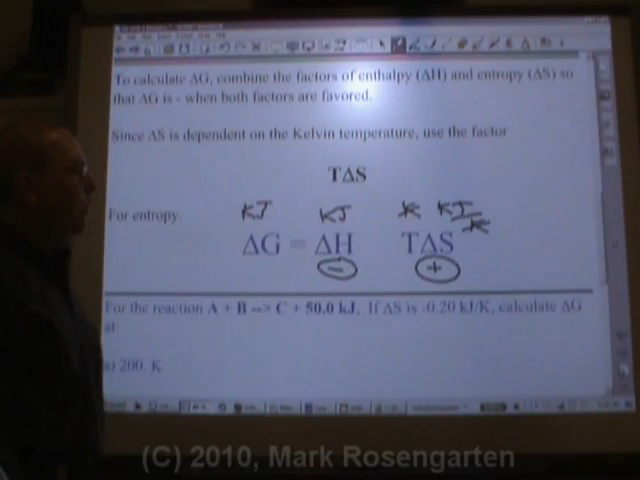 To calculate ΔG, combine the factors of enthalpy (ΔH) and entropy (ΔS) so
that ΔG is - when both factors are favored.
Since ΔS is dependent on the Kelvin temperature, use the factor
TΔS
For entropy.
KJ KJ K KJ/K
ΔG = ΔH TΔS
- +
For the reaction A + B --> C + 50.0 kJ, If ΔS is -0.20 kJ/K, calculate ΔG
at:
a) 200. K
(C) 2010, Mark Rosengarten